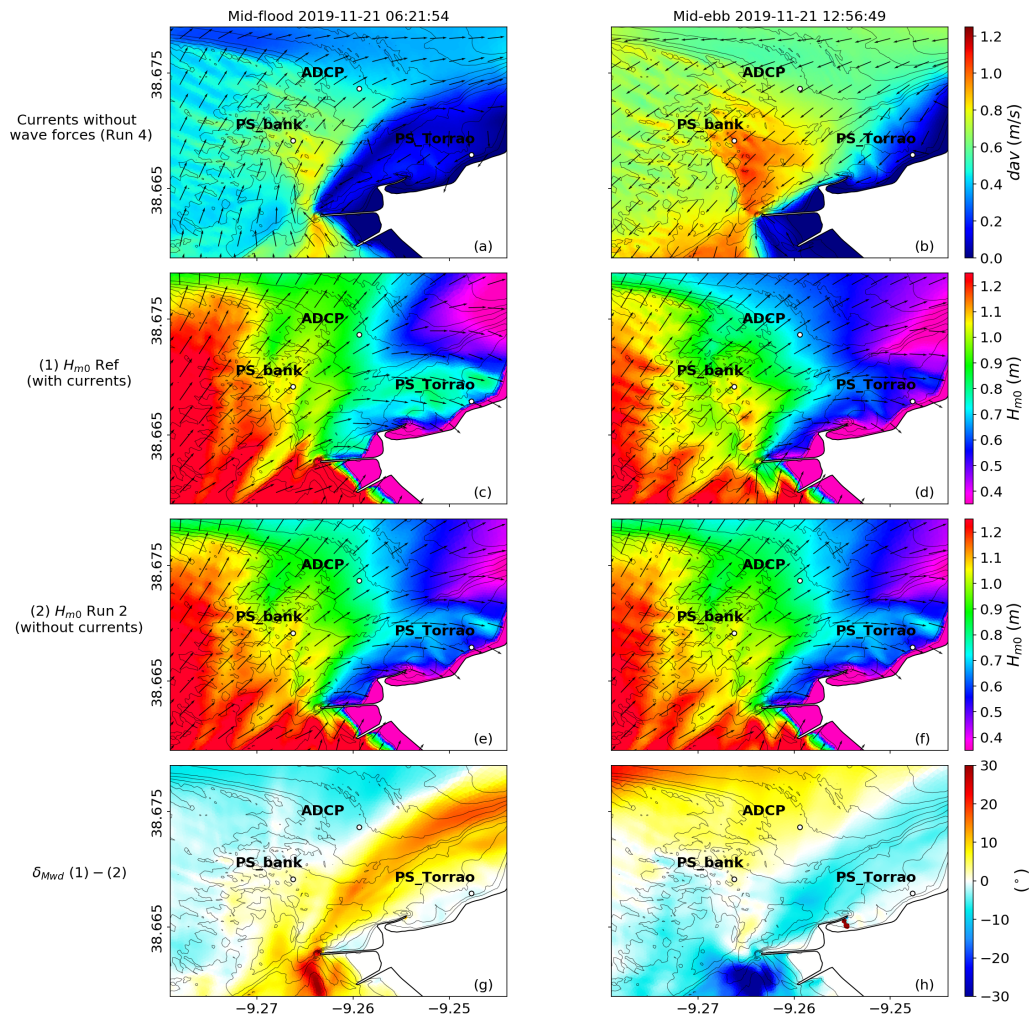 Mid-flood 2019-11-21 06:21:54
Mid-ebb 2019-11-21 12:56:49
Currents without
wave forces (Run 4)
38.675
38.665
ADCP
PS_bank
PS_Torrao
(a)
ADCP
PS_bank
PS_Torrao
(b)
1.2
1.0
0.8
0.6
0.4
0.2
0.0
dav (m/s)
(1) Hm0 Ref
(with currents)
38.675
38.665
ADCP
PS_bank
PS_Torrao
(c)
ADCP
PS_bank
PS_Torrao
(d)
1.2
1.1
1.0
0.9
0.8
0.7
0.6
0.5
0.4
Hm0 (m)
(2) Hm0 Run 2
(without currents)
38.675
38.665
ADCP
PS_bank
PS_Torrao
(e)
ADCP
PS_bank
PS_Torrao
(f)
1.2
1.1
1.0
0.9
0.8
0.7
0.6
0.5
0.4
Hm0 (m)
δMwd (1) − (2)
38.675
38.665
ADCP
PS_bank
PS_Torrao
(g)
ADCP
PS_bank
PS_Torrao
(h)
30
20
10
0
−10
−20
−30
(°)
−9.27
−9.26
−9.25
−9.27
−9.26
−9.25